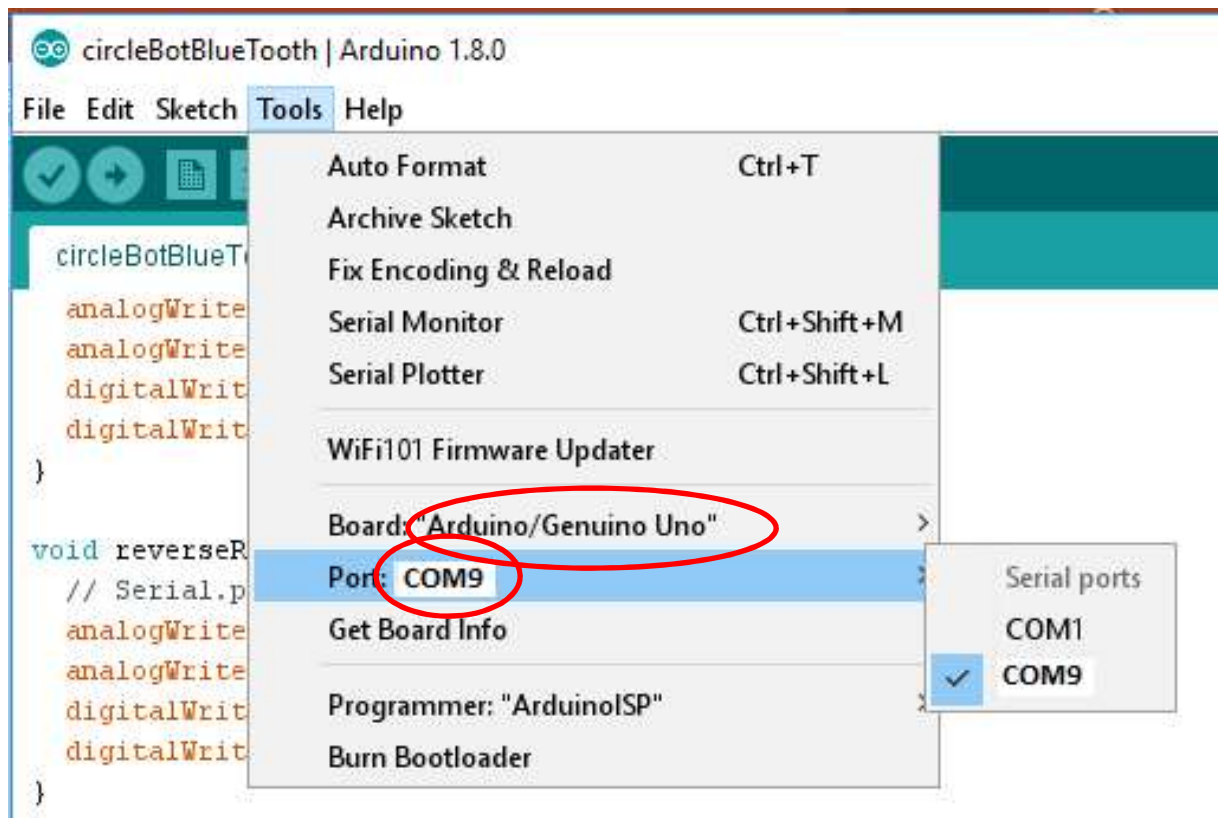 circleBotBlueTooth | Arduino 1.8.0
File Edit Sketch Tools Help
Auto Format Ctrl+T
Archive Sketch
Fix Encoding & Reload
Serial Monitor Ctrl+Shift+M
Serial Plotter Ctrl+Shift+L
WiFi101 Firmware Updater
Board: "Arduino/Genuino Uno"
Port: COM9
Get Board Info
Programmer: "ArduinoISP"
Burn Bootloader
Serial ports
COM1
COM9
circleBotBlueTo
analogWrite
analogWrite
digitalWrit
digitalWrit
}
void reverseR
// Serial.p
analogWrite
analogWrite
digitalWrit
digitalWrit
}